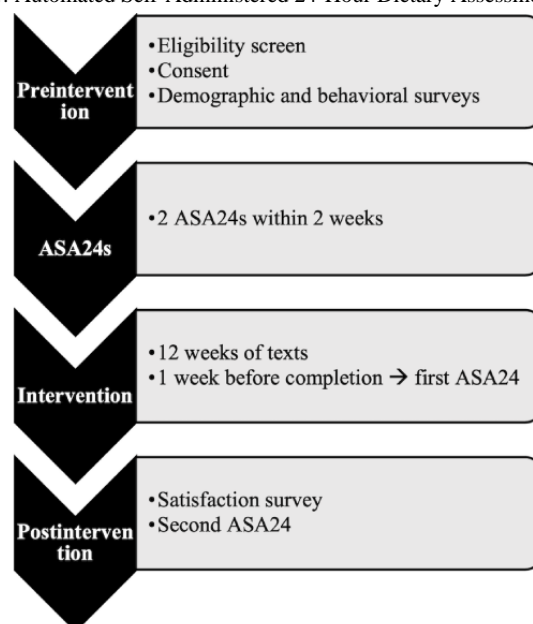 Automated Self-Administered 24-Hour Dietary Assessm
Preintervent
ion
•Eligibility screen
•Consent
•Demographic and behavioral surveys
ASA24s
•2 ASA24s within 2 weeks
Intervention
•12 weeks of texts
•1 week before completion → first ASA24
Postinterven
tion
•Satisfaction survey
•Second ASA24